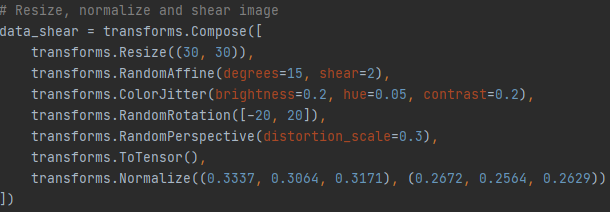 # Resize, normalize and shear image
data_shear = transforms.Compose([
    transforms.Resize((30, 30)),
    transforms.RandomAffine(degrees=15, shear=2),
    transforms.ColorJitter(brightness=0.2, hue=0.05, contrast=0.2),
    transforms.RandomRotation([-20, 20]),
    transforms.RandomPerspective(distortion_scale=0.3),
    transforms.ToTensor(),
    transforms.Normalize((0.3337, 0.3064, 0.3171), (0.2672, 0.2564, 0.2629))
])